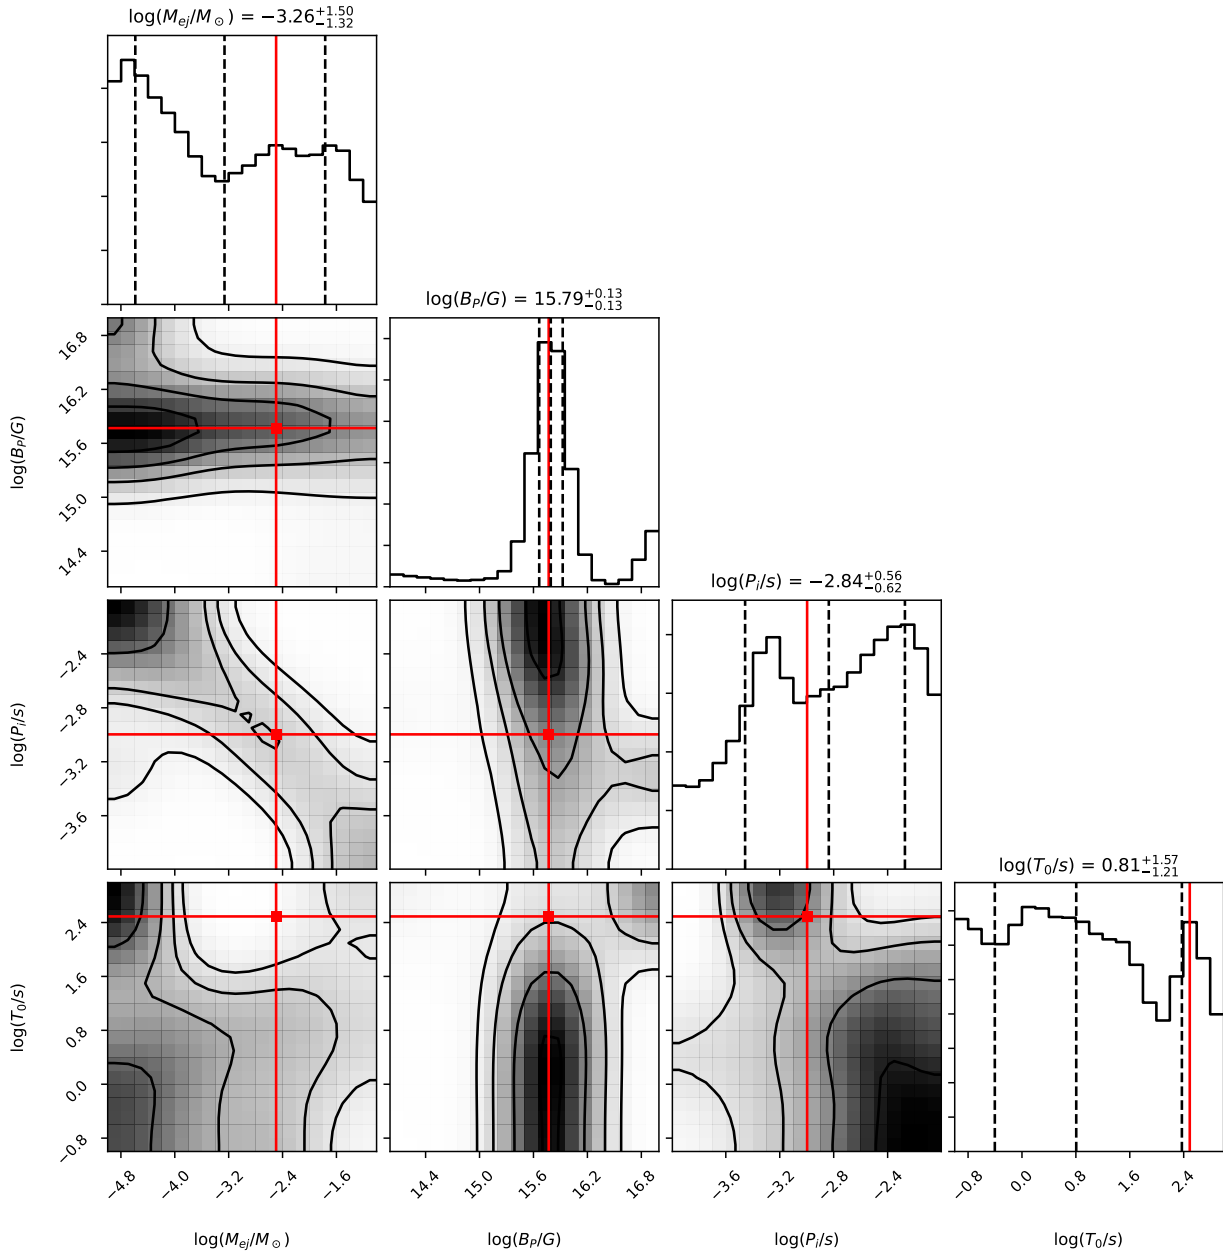 log(M_ej/M_⊙) = −3.26 +1.50 −1.32
log(B_P/G) = 15.79 +0.13 −0.13
16.8
16.2
15.6
15.0
14.4
log(B_P/G)
log(P_i/s) = −2.84 +0.56 −0.62
−2.4
−2.8
−3.2
−3.6
log(P_i/s)
log(T_0/s) = 0.81 +1.57 −1.21
2.4
1.6
0.8
0.0
−0.8
log(T_0/s)
−4.8 −4.0 −3.2 −2.4 −1.6
14.4 15.0 15.6 16.2 16.8
−3.6 −3.2 −2.8 −2.4
−0.8 0.0 0.8 1.6 2.4
log(M_ej/M_⊙) log(B_P/G) log(P_i/s) log(T_0/s)